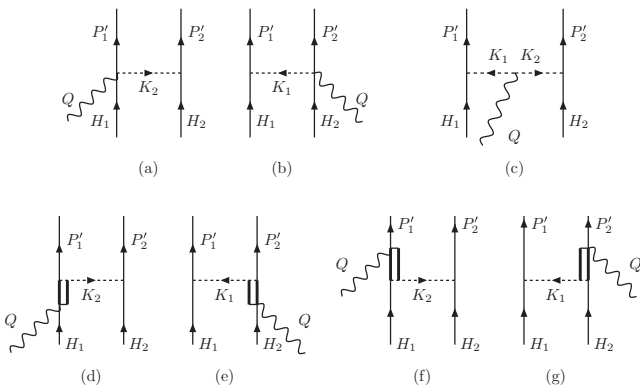 P′₁ P′₂ P′₁ P′₂ P′₁ P′₂
K₁ K₂
Q K₂ K₁ Q
H₁ H₂ H₁ H₂ H₁ Q H₂
(a) (b) (c)
P′₁ P′₂ P′₁ P′₂ P′₁ P′₂ P′₁ P′₂
Q Q
K₂ K₁ K₂ K₁
Q H₁ H₂ H₁ H₂ Q H₁ H₂ H₁ H₂
(d) (e) (f) (g)